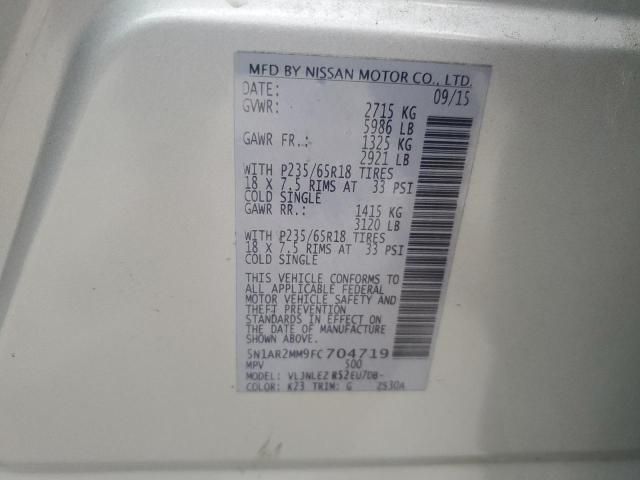 MFD BY NISSAN MOTOR CO., LTD.
DATE: 09/15
GVWR: 2715 KG
5986 LB
GAWR FR.: 1325 KG
2921 LB
WITH P235/65R18 TIRES
18 X 7.5 RIMS AT 33 PSI
COLD SINGLE
GAWR RR.: 1415 KG
3120 LB
WITH P235/65R18 TIRES
18 X 7.5 RIMS AT 33 PSI
COLD SINGLE
THIS VEHICLE CONFORMS TO
ALL APPLICABLE FEDERAL
MOTOR VEHICLE SAFETY AND
THEFT PREVENTION
STANDARDS IN EFFECT ON
THE DATE OF MANUFACTURE
SHOWN ABOVE.
5N1AR2MM9FC704719
MPV 500
MODEL: VLJNLEZ R52EU7DB-
COLOR: K23 TRIM: G 2S30A